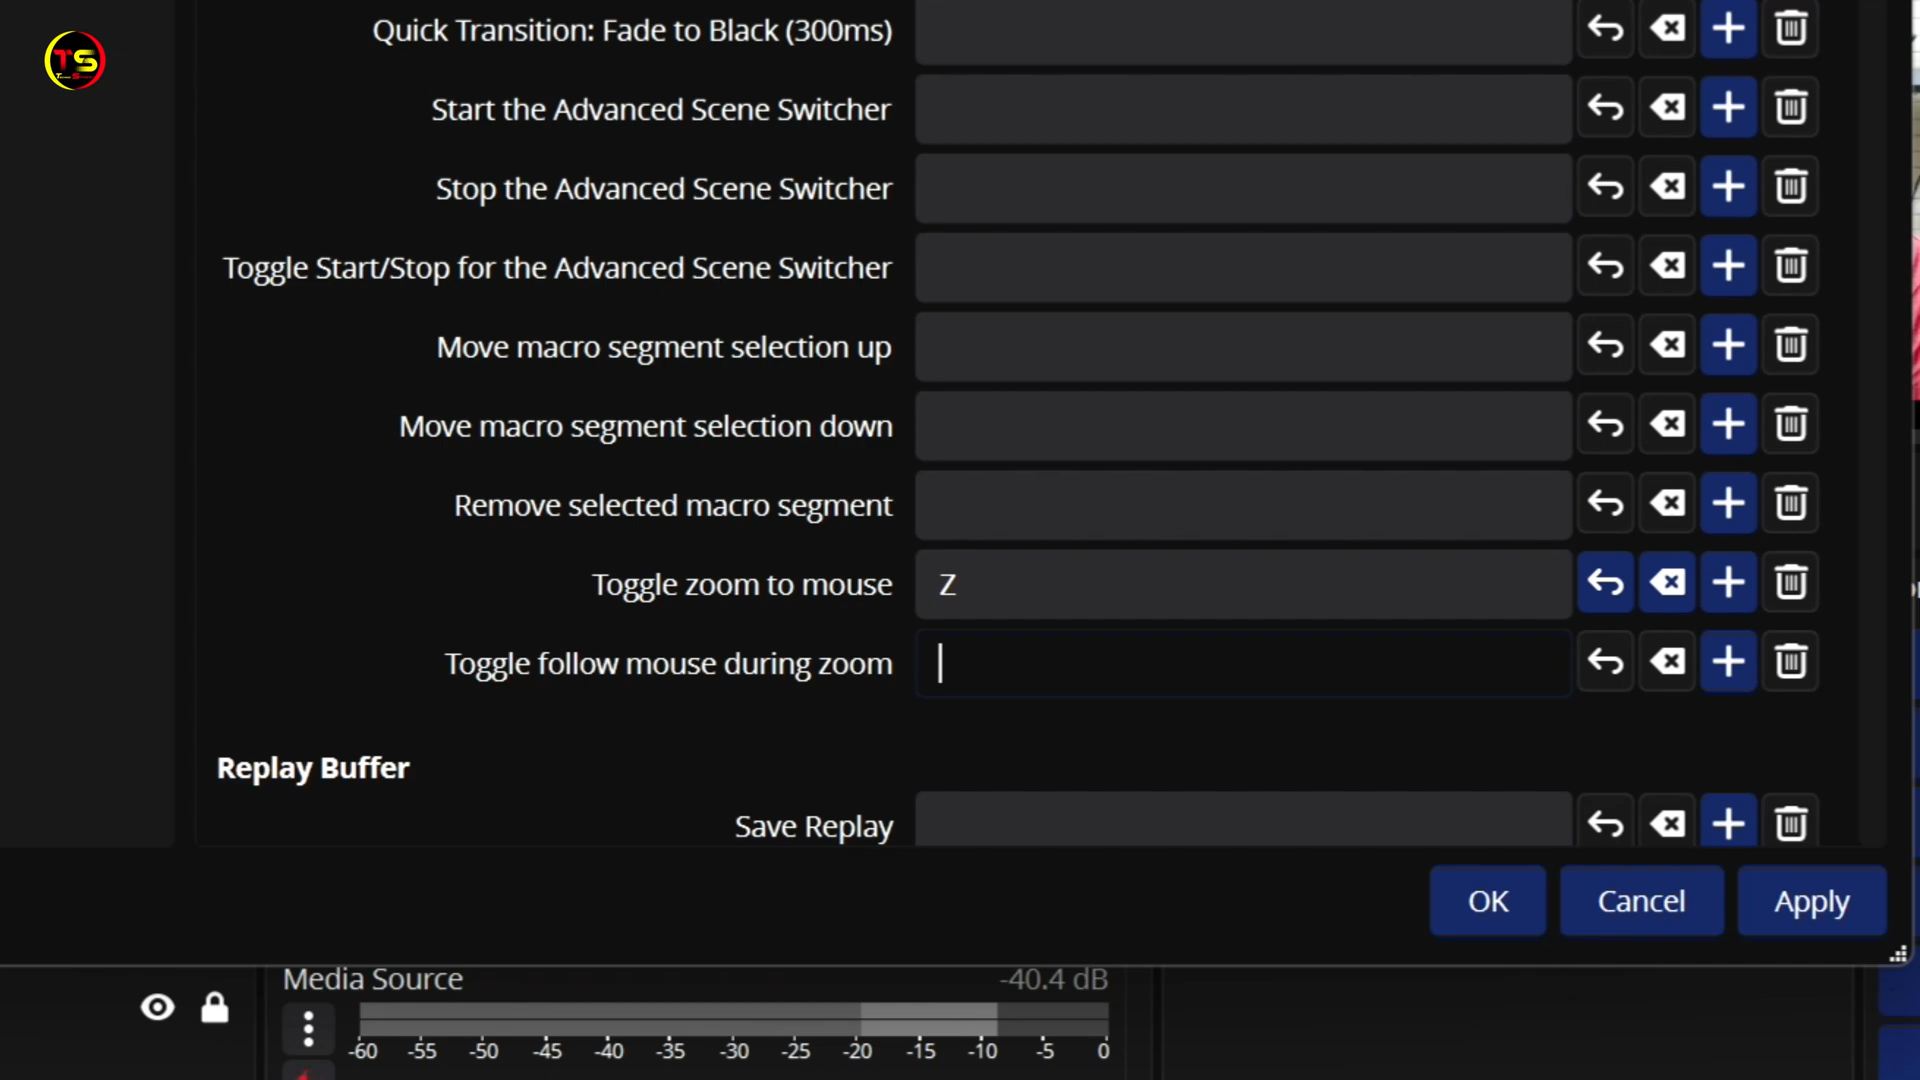 Quick Transition: Fade to Black (300ms)
TS
Start the Advanced Scene Switcher
Stop the Advanced Scene Switcher
Toggle Start/Stop for the Advanced Scene Switcher
Move macro segment selection up
Move macro segment selection down
Remove selected macro segment
Toggle zoom to mouse Z
Toggle follow mouse during zoom
Replay Buffer
Save Replay
OK Cancel Apply
Media Source -40.4 dB
-60 -55 -50 -45 -40 -35 -30 -25 -20 -15 -10 -5 0